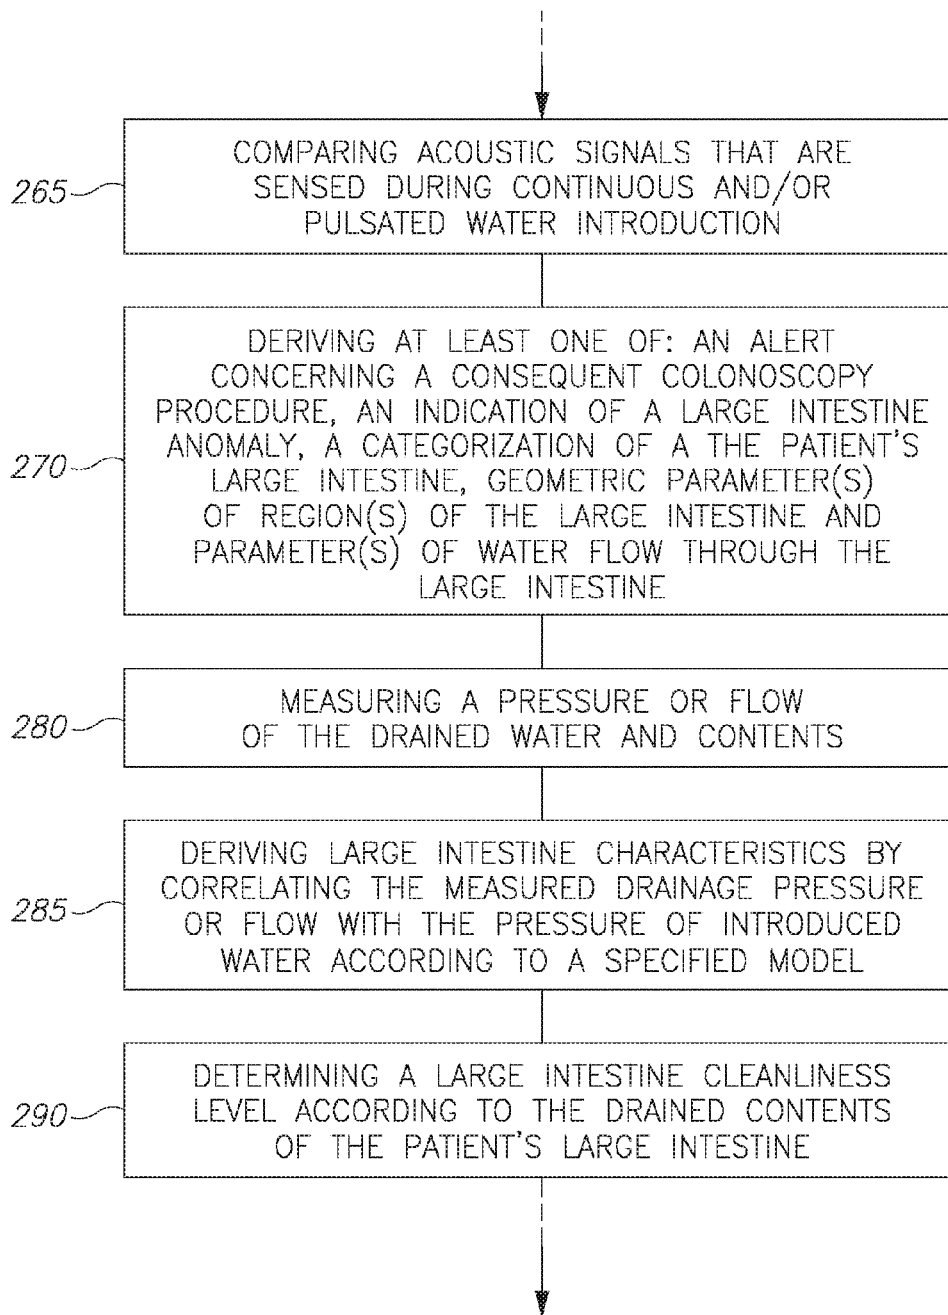 265
COMPARING ACOUSTIC SIGNALS THAT ARE
SENSED DURING CONTINUOUS AND/OR
PULSATED WATER INTRODUCTION
270
DERIVING AT LEAST ONE OF: AN ALERT
CONCERNING A CONSEQUENT COLONOSCOPY
PROCEDURE, AN INDICATION OF A LARGE INTESTINE
ANOMALY, A CATEGORIZATION OF A THE PATIENT'S
LARGE INTESTINE, GEOMETRIC PARAMETER(S)
OF REGION(S) OF THE LARGE INTESTINE AND
PARAMETER(S) OF WATER FLOW THROUGH THE
LARGE INTESTINE
280
MEASURING A PRESSURE OR FLOW
OF THE DRAINED WATER AND CONTENTS
285
DERIVING LARGE INTESTINE CHARACTERISTICS BY
CORRELATING THE MEASURED DRAINAGE PRESSURE
OR FLOW WITH THE PRESSURE OF INTRODUCED
WATER ACCORDING TO A SPECIFIED MODEL
290
DETERMINING A LARGE INTESTINE CLEANLINESS
LEVEL ACCORDING TO THE DRAINED CONTENTS
OF THE PATIENT'S LARGE INTESTINE